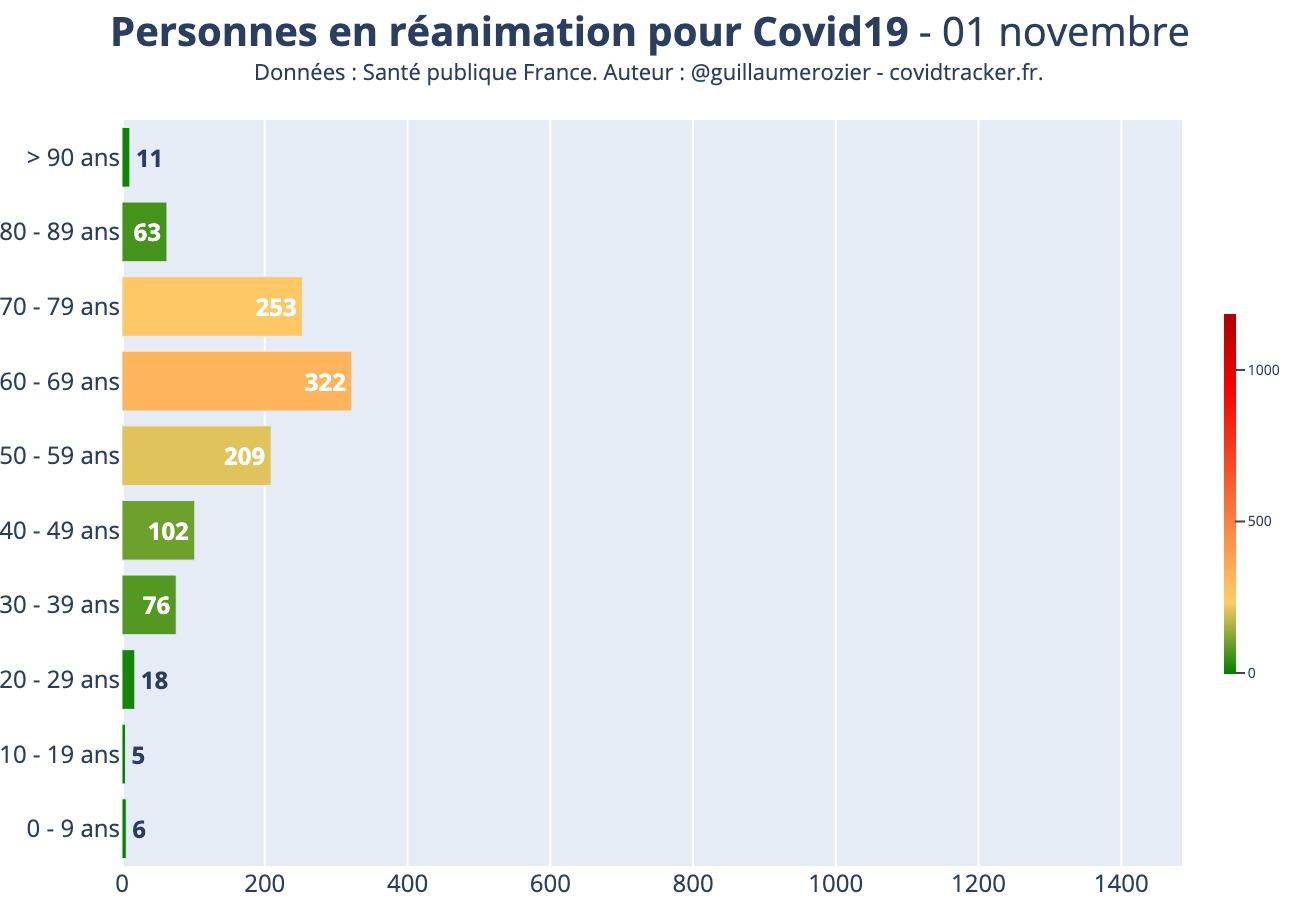 Personnes en réanimation pour Covid19 - 01 novembre
Données : Santé publique France. Auteur : @guillaumerozier - covidtracker.fr.
> 90 ans 11
80 - 89 ans 63
70 - 79 ans 253
60 - 69 ans 322
50 - 59 ans 209
40 - 49 ans 102
30 - 39 ans 76
20 - 29 ans 18
10 - 19 ans 5
0 - 9 ans 6
0 200 400 600 800 1000 1200 1400
1000
500
0